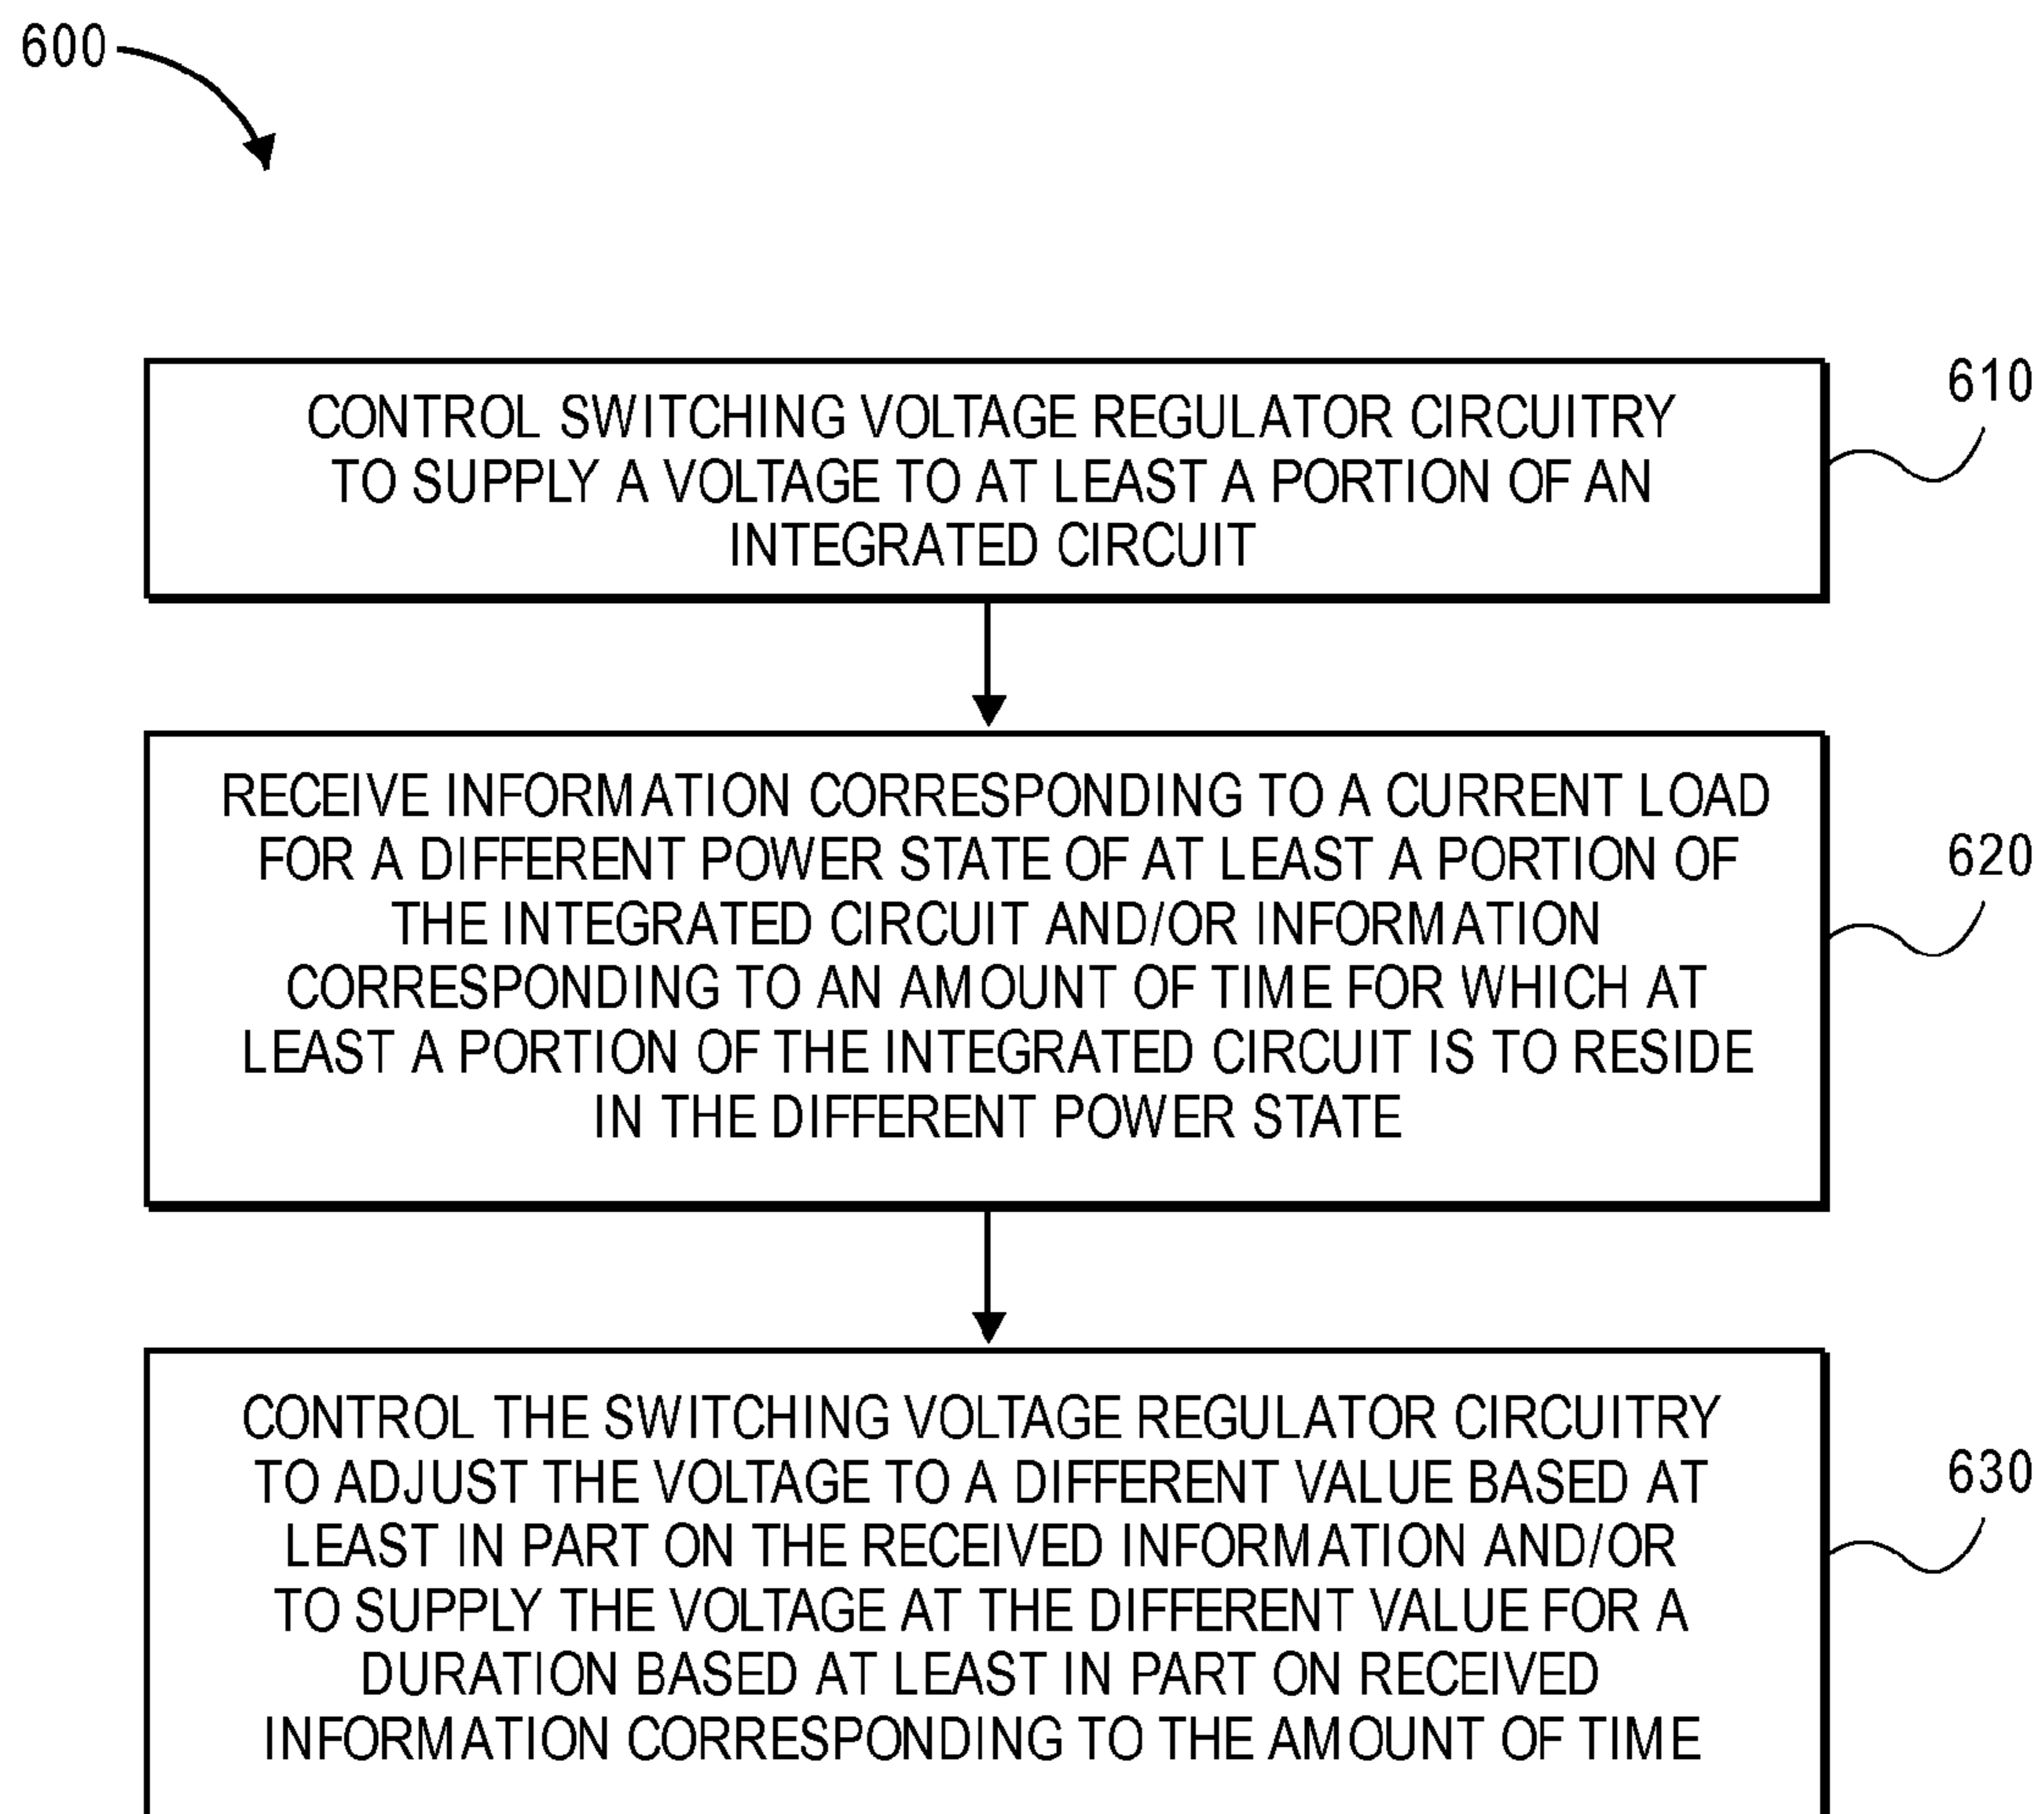 600
610
CONTROL SWITCHING VOLTAGE REGULATOR CIRCUITRY
TO SUPPLY A VOLTAGE TO AT LEAST A PORTION OF AN
INTEGRATED CIRCUIT
620
RECEIVE INFORMATION CORRESPONDING TO A CURRENT LOAD
FOR A DIFFERENT POWER STATE OF AT LEAST A PORTION OF
THE INTEGRATED CIRCUIT AND/OR INFORMATION
CORRESPONDING TO AN AMOUNT OF TIME FOR WHICH AT
LEAST A PORTION OF THE INTEGRATED CIRCUIT IS TO RESIDE
IN THE DIFFERENT POWER STATE
630
CONTROL THE SWITCHING VOLTAGE REGULATOR CIRCUITRY
TO ADJUST THE VOLTAGE TO A DIFFERENT VALUE BASED AT
LEAST IN PART ON THE RECEIVED INFORMATION AND/OR
TO SUPPLY THE VOLTAGE AT THE DIFFERENT VALUE FOR A
DURATION BASED AT LEAST IN PART ON RECEIVED
INFORMATION CORRESPONDING TO THE AMOUNT OF TIME